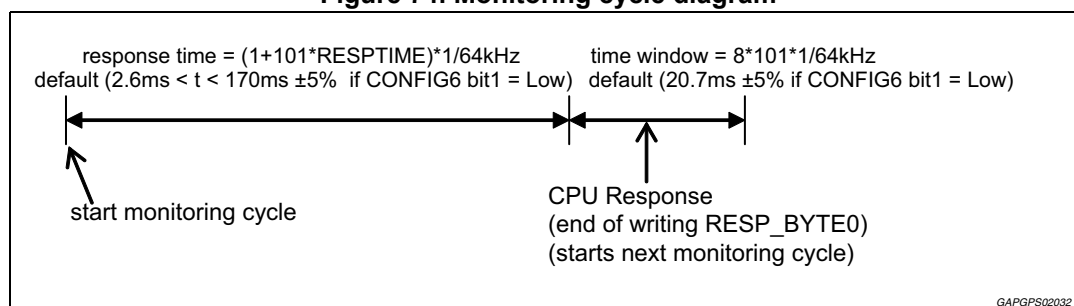 Figure Monitoring cycle diagram
response time = (1+101*RESPTIME)*1/64kHz
default (2.6ms < t < 170ms ±5% if CONFIG6 bit1 = Low)
time window = 8*101*1/64kHz
default (20.7ms ±5% if CONFIG6 bit1 = Low)
start monitoring cycle
CPU Response
(end of writing RESP_BYTE0)
(starts next monitoring cycle)
GAPGPS02032